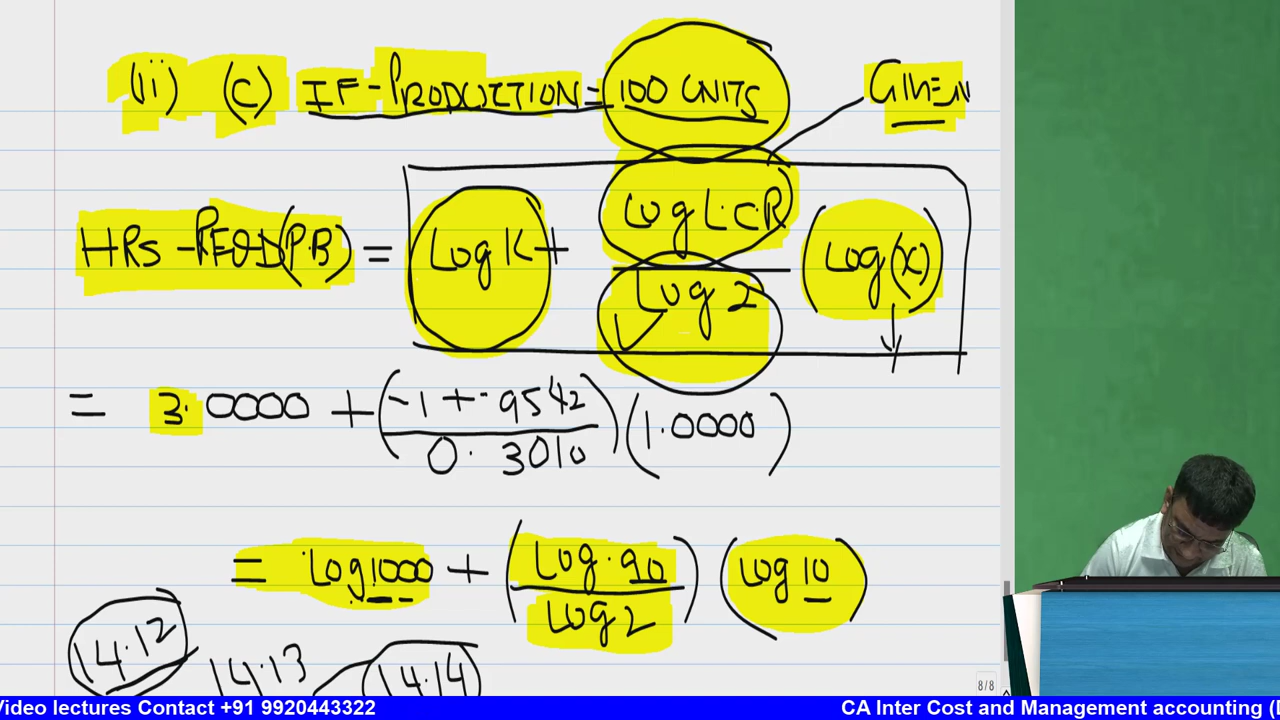 (ii) (C) IF - PRODUCTION = 100 UNITS GIVEN
HRS - REQD (P.B) = Log K + Log L.C.R / Log 2 (Log(X))
= 3.0000 + (-1 + .9542 / 0.3010) (1.0000)
= Log 1000 + (Log .90 / Log 2) (Log 10)
14.12 14.13 14.14
8/8
Video lectures Contact +91 9920443322 CA Inter Cost and Management accounting (